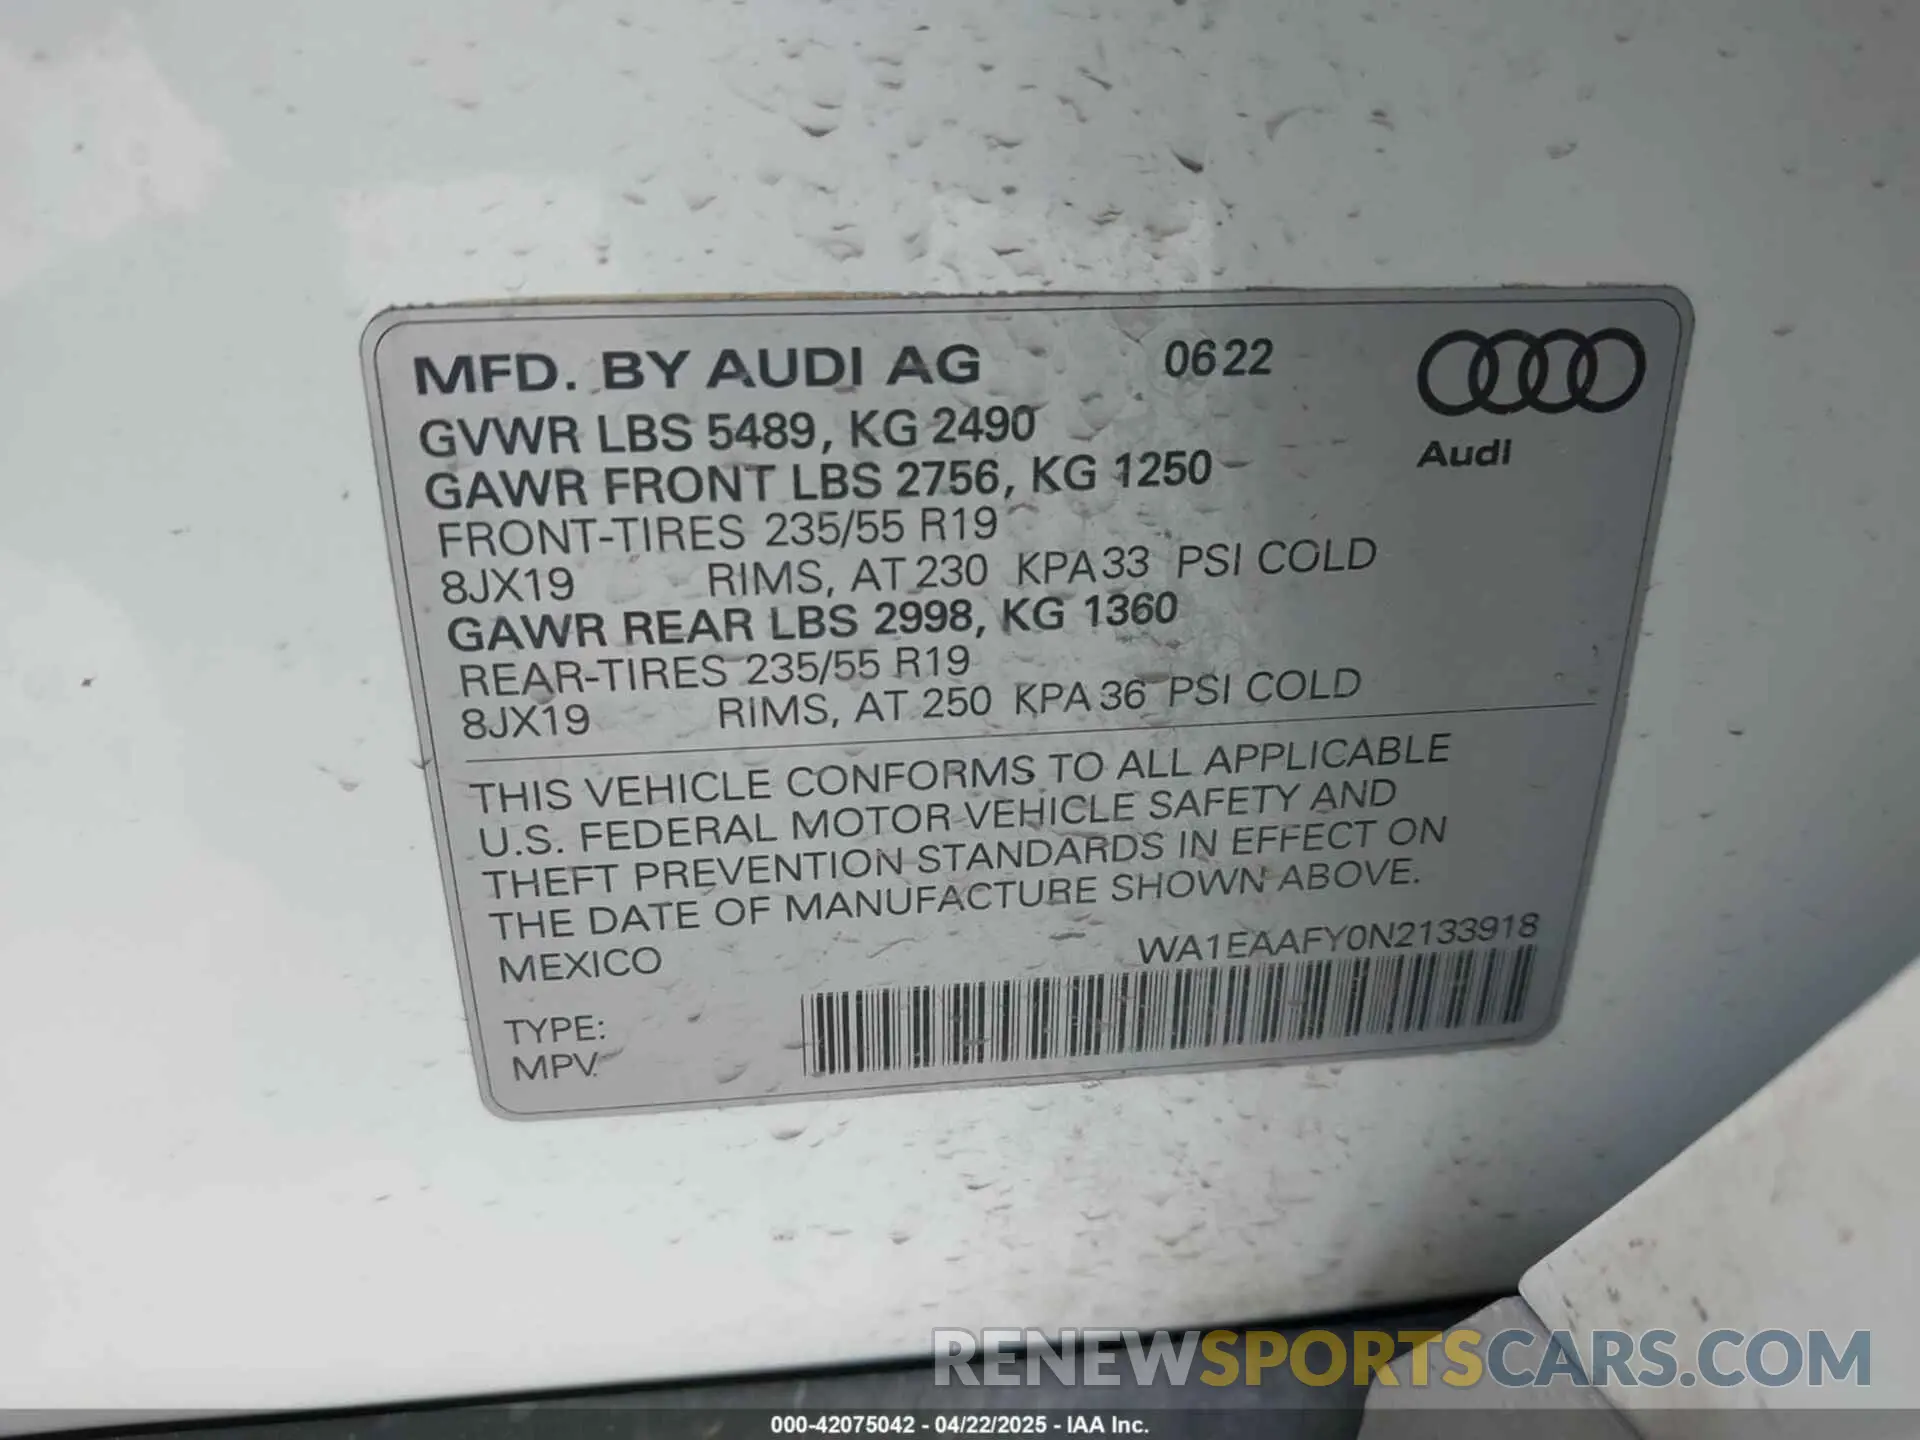 MFD. BY AUDI AG 0622
Audi
GVWR LBS 5489, KG 2490
GAWR FRONT LBS 2756, KG 1250
FRONT-TIRES 235/55 R19
8JX19 RIMS, AT 230 KPA 33 PSI COLD
GAWR REAR LBS 2998, KG 1360
REAR-TIRES 235/55 R19
8JX19 RIMS, AT 250 KPA 36 PSI COLD
THIS VEHICLE CONFORMS TO ALL APPLICABLE
U.S. FEDERAL MOTOR VEHICLE SAFETY AND
THEFT PREVENTION STANDARDS IN EFFECT ON
THE DATE OF MANUFACTURE SHOWN ABOVE.
MEXICO WA1EAAFY0N2133918
TYPE:
MPV
RENEWSPORTSCARS.COM
000-42075042 - 04/22/2025 - IAA Inc.